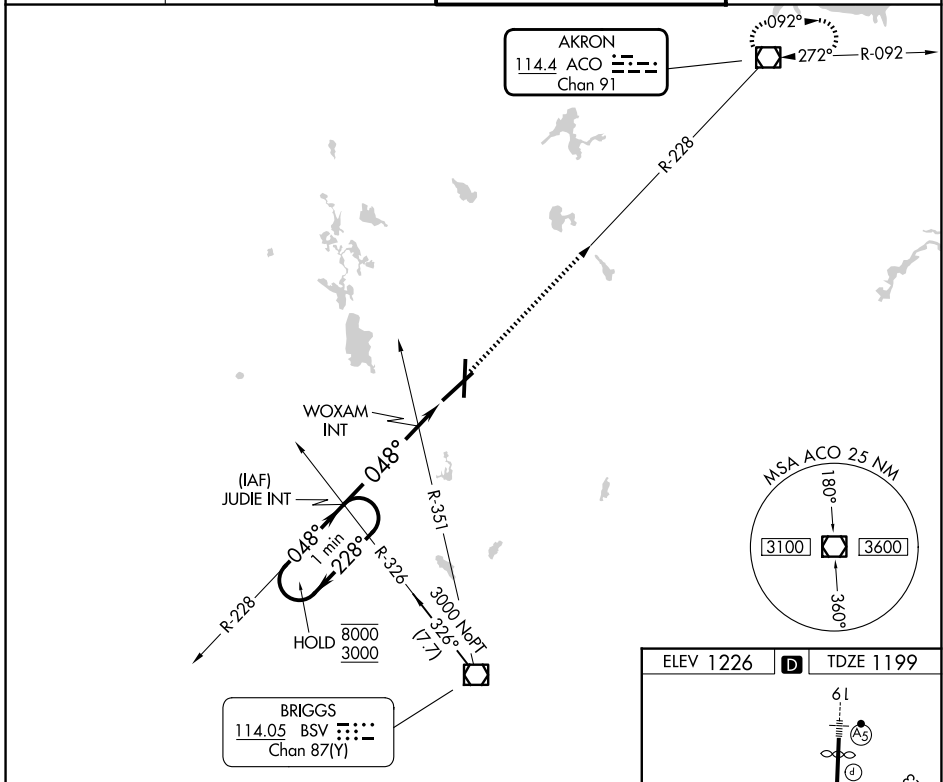 092°
AKRON
114.4 ACO
Chan 91
272°
R-092
R-228
WOXAM
INT
(IAF)
JUDIE INT
048°
R-351
048°
1 min
228°
R-326
R-228
HOLD 8000
3000
3000 NoPT
326°
(7.7)
BRIGGS
114.05 BSV
Chan 87(Y)
MSA ACO 25 NM
180°
3100
3600
360°
ELEV 1226 D TDZE 1199
19
A5
P